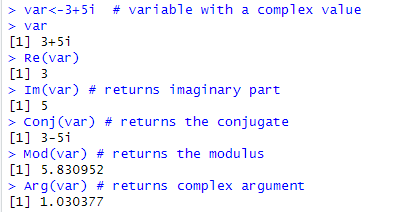 > var<-3+5i  # variable with a complex value
> var
[1] 3+5i
> Re(var)
[1] 3
> Im(var) # returns imaginary part
[1] 5
> Conj(var) # returns the conjugate
[1] 3-5i
> Mod(var) # returns the modulus
[1] 5.830952
> Arg(var) # returns complex argument
[1] 1.030377